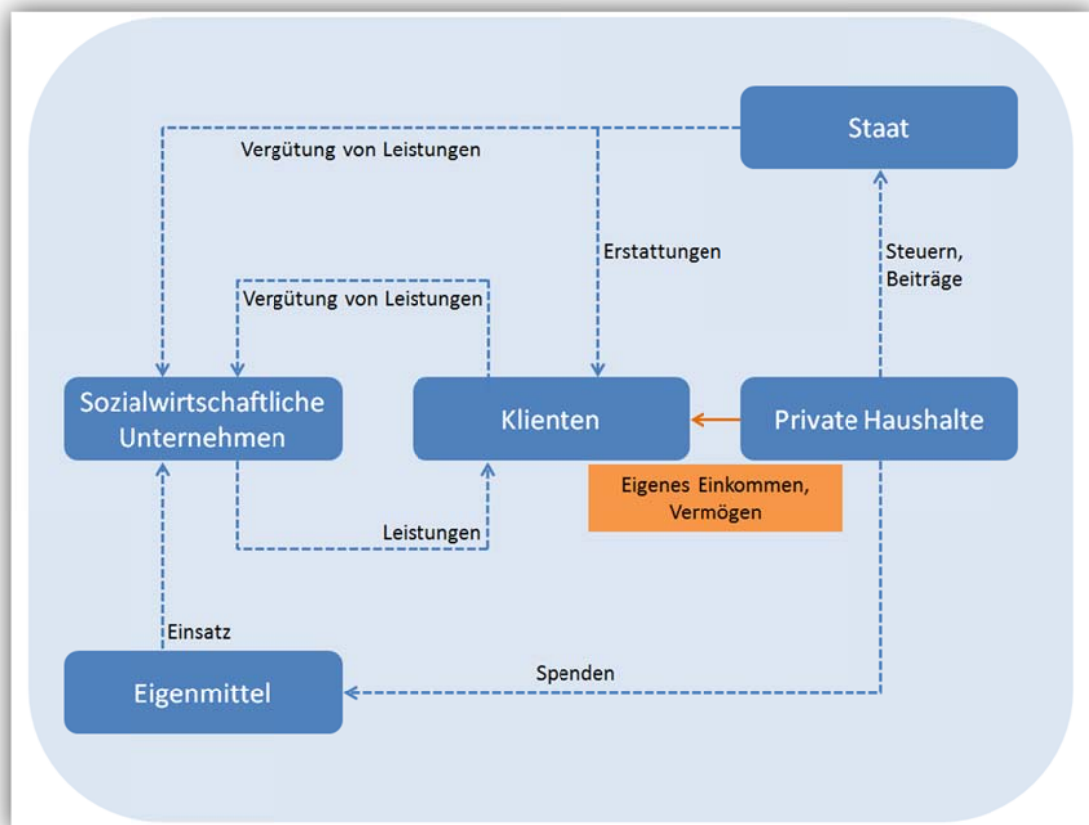 Staat
Vergütung von Leistungen
Erstattungen
Steuern,
Beiträge
Vergütung von Leistungen
Sozialwirtschaftliche
Unternehmen
Klienten
Private Haushalte
Eigenes Einkommen,
Vermögen
Leistungen
Einsatz
Eigenmittel
Spenden